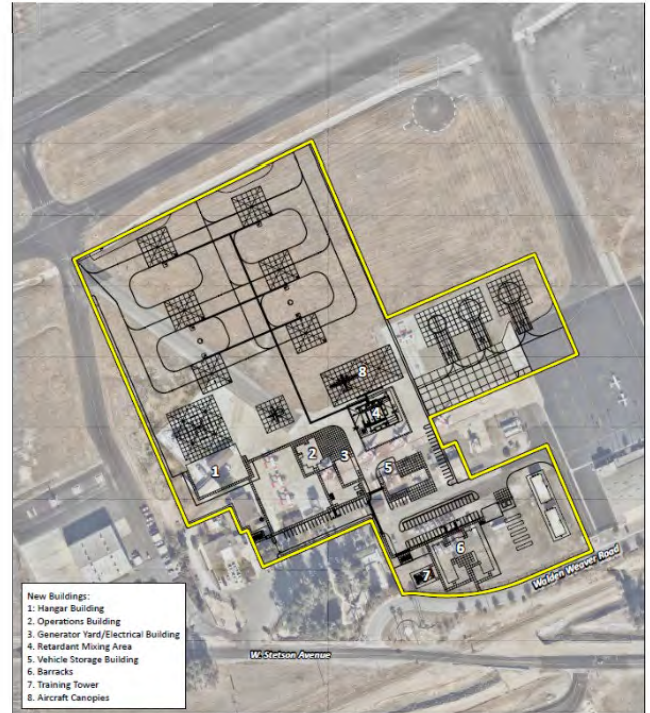 8
4
2
3
1
5
6
7
Walden Weaver Road
W. Stetson Avenue
New Buildings:
1: Hangar Building
2. Operations Building
3. Generator Yard/Electrical Building
4. Retardant Mixing Area
5. Vehicle Storage Building
6. Barracks
7. Training Tower
8. Aircraft Canopies